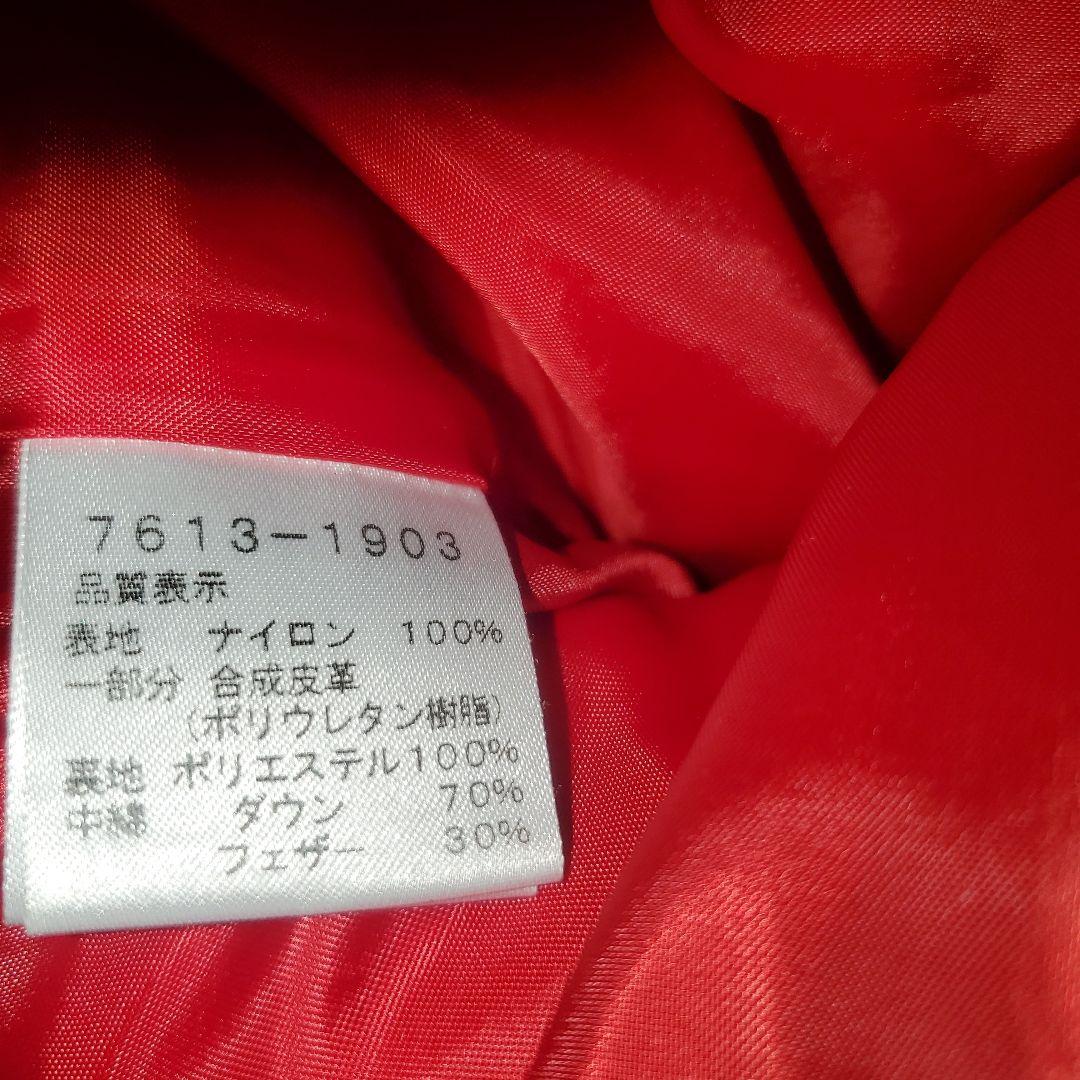 7613-1903
品質表示
表地 ナイロン 100%
一部分 合成皮革
(ポリウレタン樹脂)
裏地 ポリエステル100%
中綿 ダウン 70%
フェザー 30%